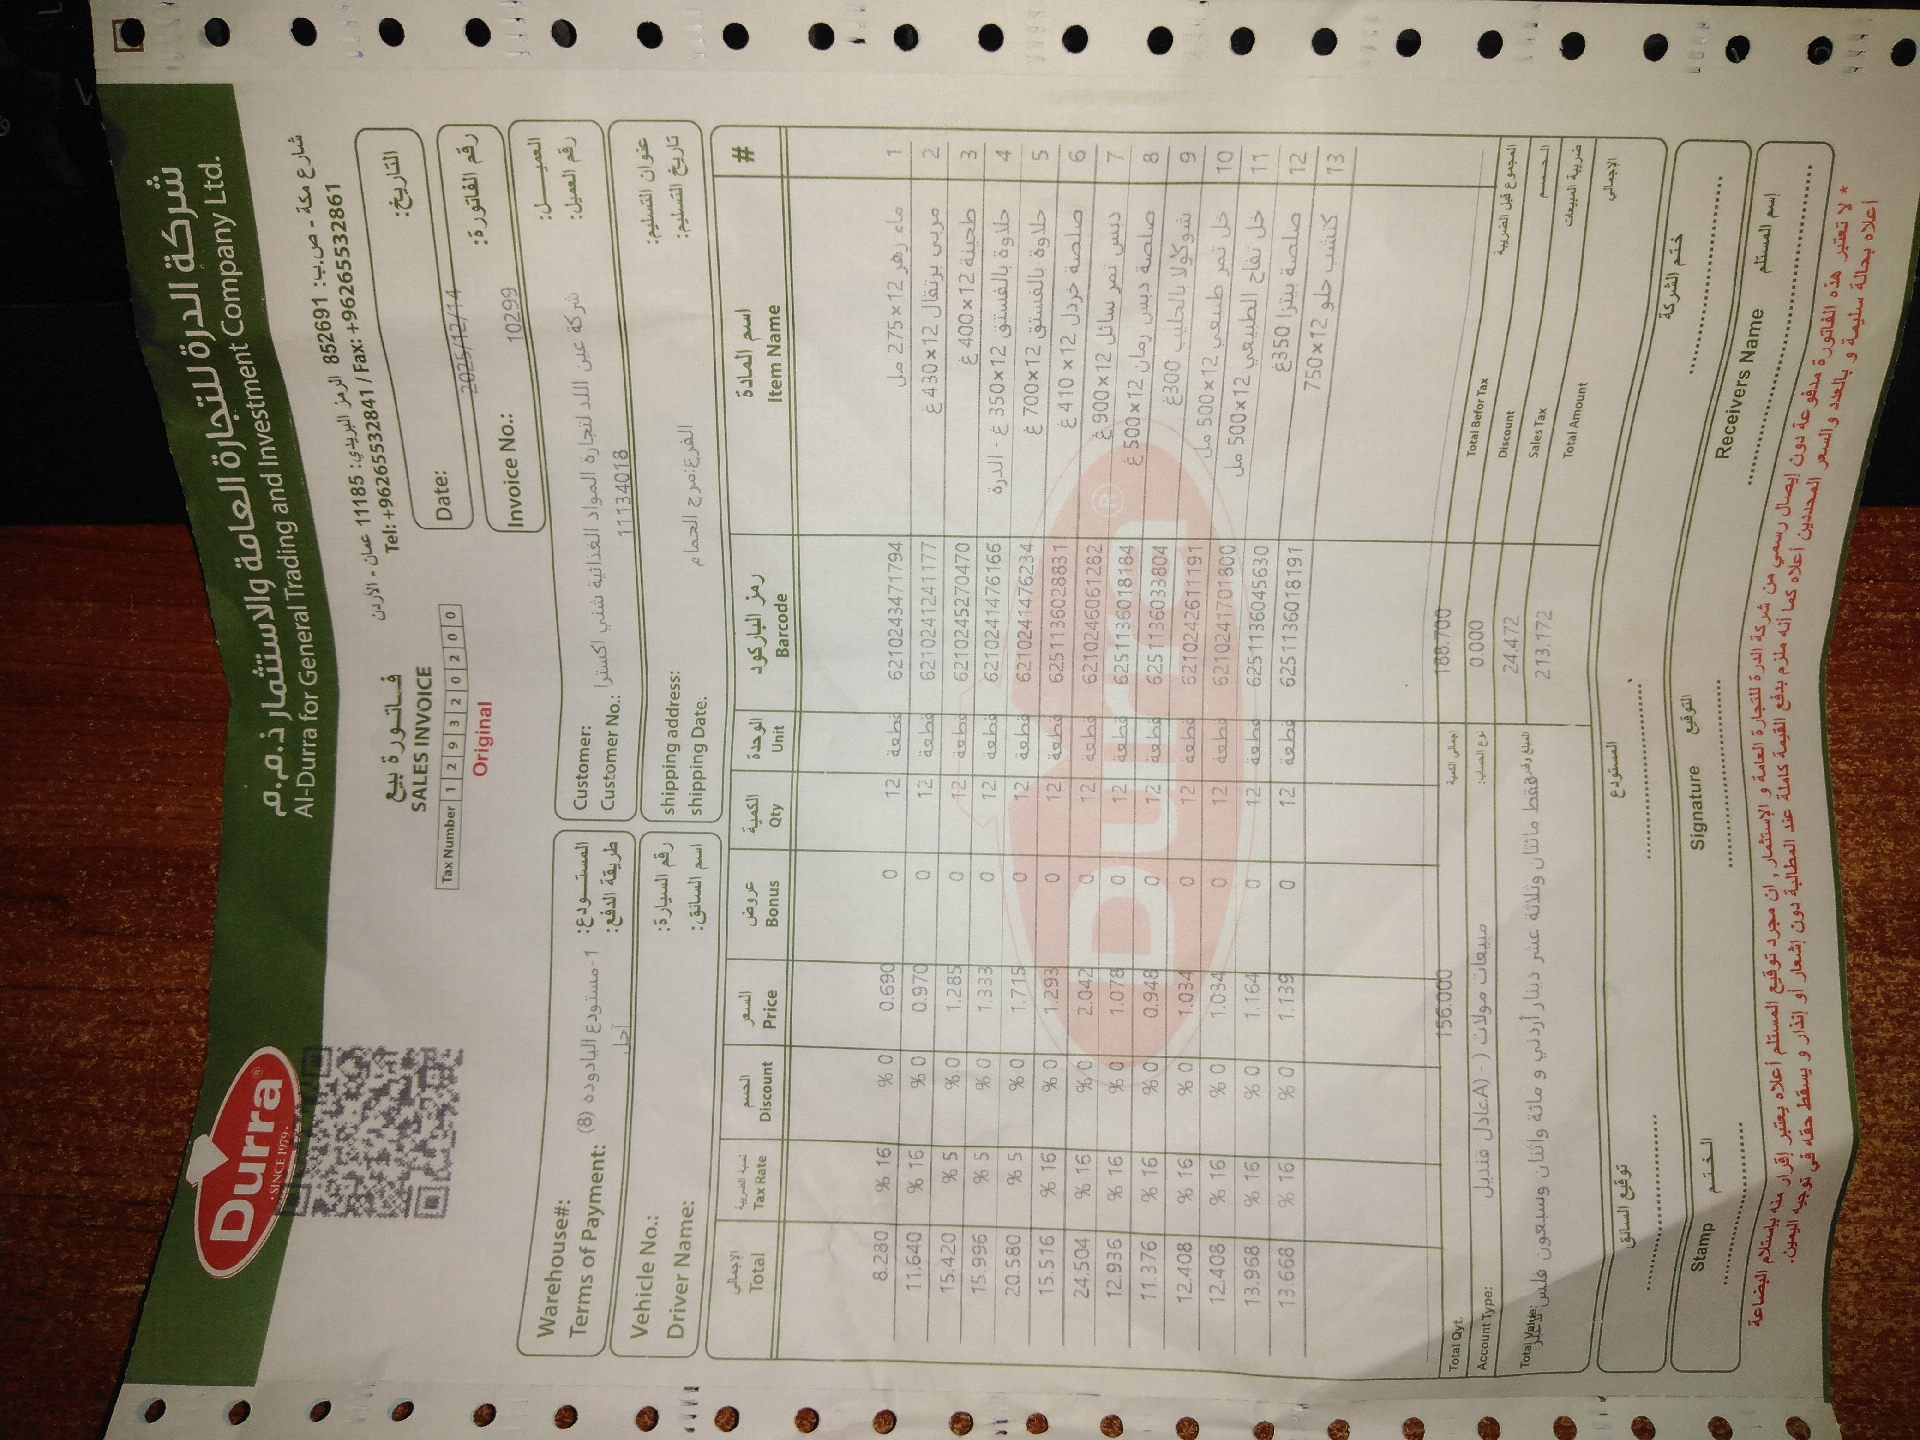 شركة الدرة للتجارة العامة والاستثمار ذ.م.م
Al-Durra for General Trading and Investment Company Ltd.
Durra®
SINCE 1979
شارع مكة - ص.ب: 852691 الرمز البريدي: 11185 عمان - الأردن
Tel: +96265532841 / Fax: +96265532861
فاتورة بيع
SALES INVOICE
Tax Number 129320200
Original
Date: 2025/12/14 التاريخ:
Invoice No.: 10299 رقم الفاتورة:
Customer: شركة عين اللد لتجارة المواد الغذائية شني اكسترا العميل:
Customer No.: 11134018 رقم العميل:
Warehouse#: 1-مستودع اليادوده (8) المستودع:
Terms of Payment: آجل طريقة الدفع:
shipping address: الفرع:مرج الحمام عنوان التسليم:
shipping Date: تاريخ التسليم:
Vehicle No.: رقم السيارة:
Driver Name: اسم السائق:
# اسم المادة رمز الباركود الوحدة الكمية عروض السعر الحسم نسبة الضريبة الإجمالي
Item Name Barcode Unit Qty Bonus Price Discount Tax Rate Total
1 ماء زهر 12×275 مل 6210243471794 قطعة 12 0 0.690 0 % 16 % 8.280
2 مربى برتقال 12×430 غ 6210241241177 قطعة 12 0 0.970 0 % 16 % 11.640
3 طحينة 12×400 غ 6210245270470 قطعة 12 0 1.285 0 % 5 % 15.420
4 حلاوة بالفستق 12×350 غ - الدرة 6210241476166 قطعة 12 0 1.333 0 % 5 % 15.996
5 حلاوة بالفستق 12×700 غ 6210241476234 قطعة 12 0 1.715 0 % 5 % 20.580
6 صلصة خردل 12×410 غ 6251136028831 قطعة 12 0 1.293 0 % 16 % 15.516
7 دبس تمر سائل 12×900 غ 6210246061282 قطعة 12 0 2.042 0 % 16 % 24.504
8 صلصة دبس رمان 12×500 غ 6251136018184 قطعة 12 0 1.078 0 % 16 % 12.936
9 شوكولا بالحليب 300غ 6251136033804 قطعة 12 0 0.948 0 % 16 % 11.376
10 خل تمر طبيعي 12×500 مل 6210242611191 قطعة 12 0 1.034 0 % 16 % 12.408
11 خل تفاح الطبيعي 12×500 مل 6210241701800 قطعة 12 0 1.034 0 % 16 % 12.408
12 صلصة بيتزا 350غ 6251136045630 قطعة 12 0 1.164 0 % 16 % 13.968
13 كتشب حلو 12×750 6251136018191 قطعة 12 0 1.139 0 % 16 % 13.668
Total Befor Tax المجموع قبل الضريبة 188.700
Discount الحسم 0.000
Sales Tax ضريبة المبيعات 24.472
Total Amount الإجمالي 213.172
Total Qyt. 156.000 إجمالي الكمية
Account Type: مبيعات مولات ( - Aعادل قنديل نوع الحساب:
Total Value: فقط مائتان وثلاثة عشر دينار أردني و مائة واثنان وسبعون فلس لاغير
ختم الشركة المستودع توقيع السائق
Receivers Name اسم المستلم
Signature التوقيع
Stamp الختم
* لا تعتبر هذه الفاتورة مدفوعة دون إيصال رسمي من شركة الدرة للتجارة العامة و الإستثمار, ان مجرد توقيع المستلم أعلاه يعتبر إقرار منه بإستلام البضاعة
أعلاه بحالة سليمة و بالعدد والسعر المحددين أعلاه كما أنه ملزم بدفع القيمة كاملة عند المطالبة دون إشعار أو إنذار و يسقط حقه في توجيه اليمين.